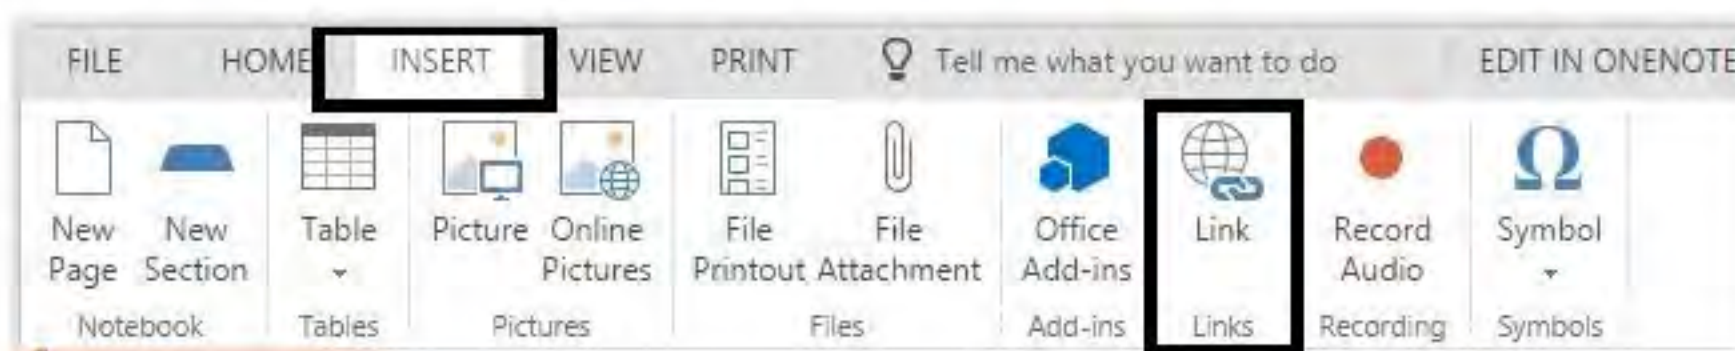 FILE HOME INSERT VIEW PRINT Tell me what you want to do EDIT IN ONENOTE
New New Table Picture Online File File Office Link Record Symbol
Page Section Pictures Printout Attachment Add-ins Audio
Notebook Tables Pictures Files Add-ins Links Recording Symbols